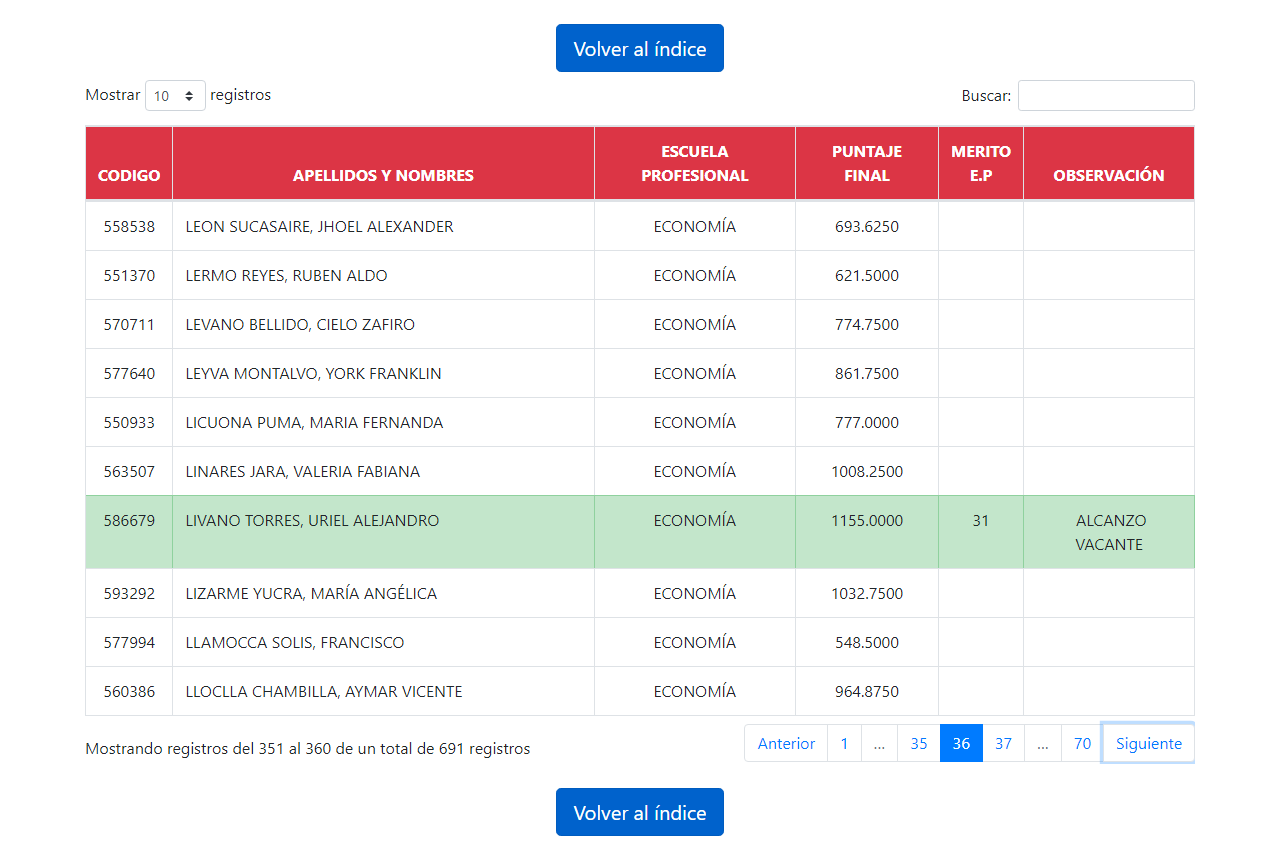 Volver al índice
Mostrar 10 registros Buscar:
CODIGO APELLIDOS Y NOMBRES ESCUELA PROFESIONAL PUNTAJE FINAL MERITO E.P OBSERVACIÓN
558538 LEON SUCASAIRE, JHOEL ALEXANDER ECONOMÍA 693.6250
551370 LERMO REYES, RUBEN ALDO ECONOMÍA 621.5000
570711 LEVANO BELLIDO, CIELO ZAFIRO ECONOMÍA 774.7500
577640 LEYVA MONTALVO, YORK FRANKLIN ECONOMÍA 861.7500
550933 LICUONA PUMA, MARIA FERNANDA ECONOMÍA 777.0000
563507 LINARES JARA, VALERIA FABIANA ECONOMÍA 1008.2500
586679 LIVANO TORRES, URIEL ALEJANDRO ECONOMÍA 1155.0000 31 ALCANZO VACANTE
593292 LIZARME YUCRA, MARÍA ANGÉLICA ECONOMÍA 1032.7500
577994 LLAMOCCA SOLIS, FRANCISCO ECONOMÍA 548.5000
560386 LLOCLLA CHAMBILLA, AYMAR VICENTE ECONOMÍA 964.8750
Mostrando registros del 351 al 360 de un total de 691 registros Anterior 1 ... 35 36 37 ... 70 Siguiente
Volver al índice